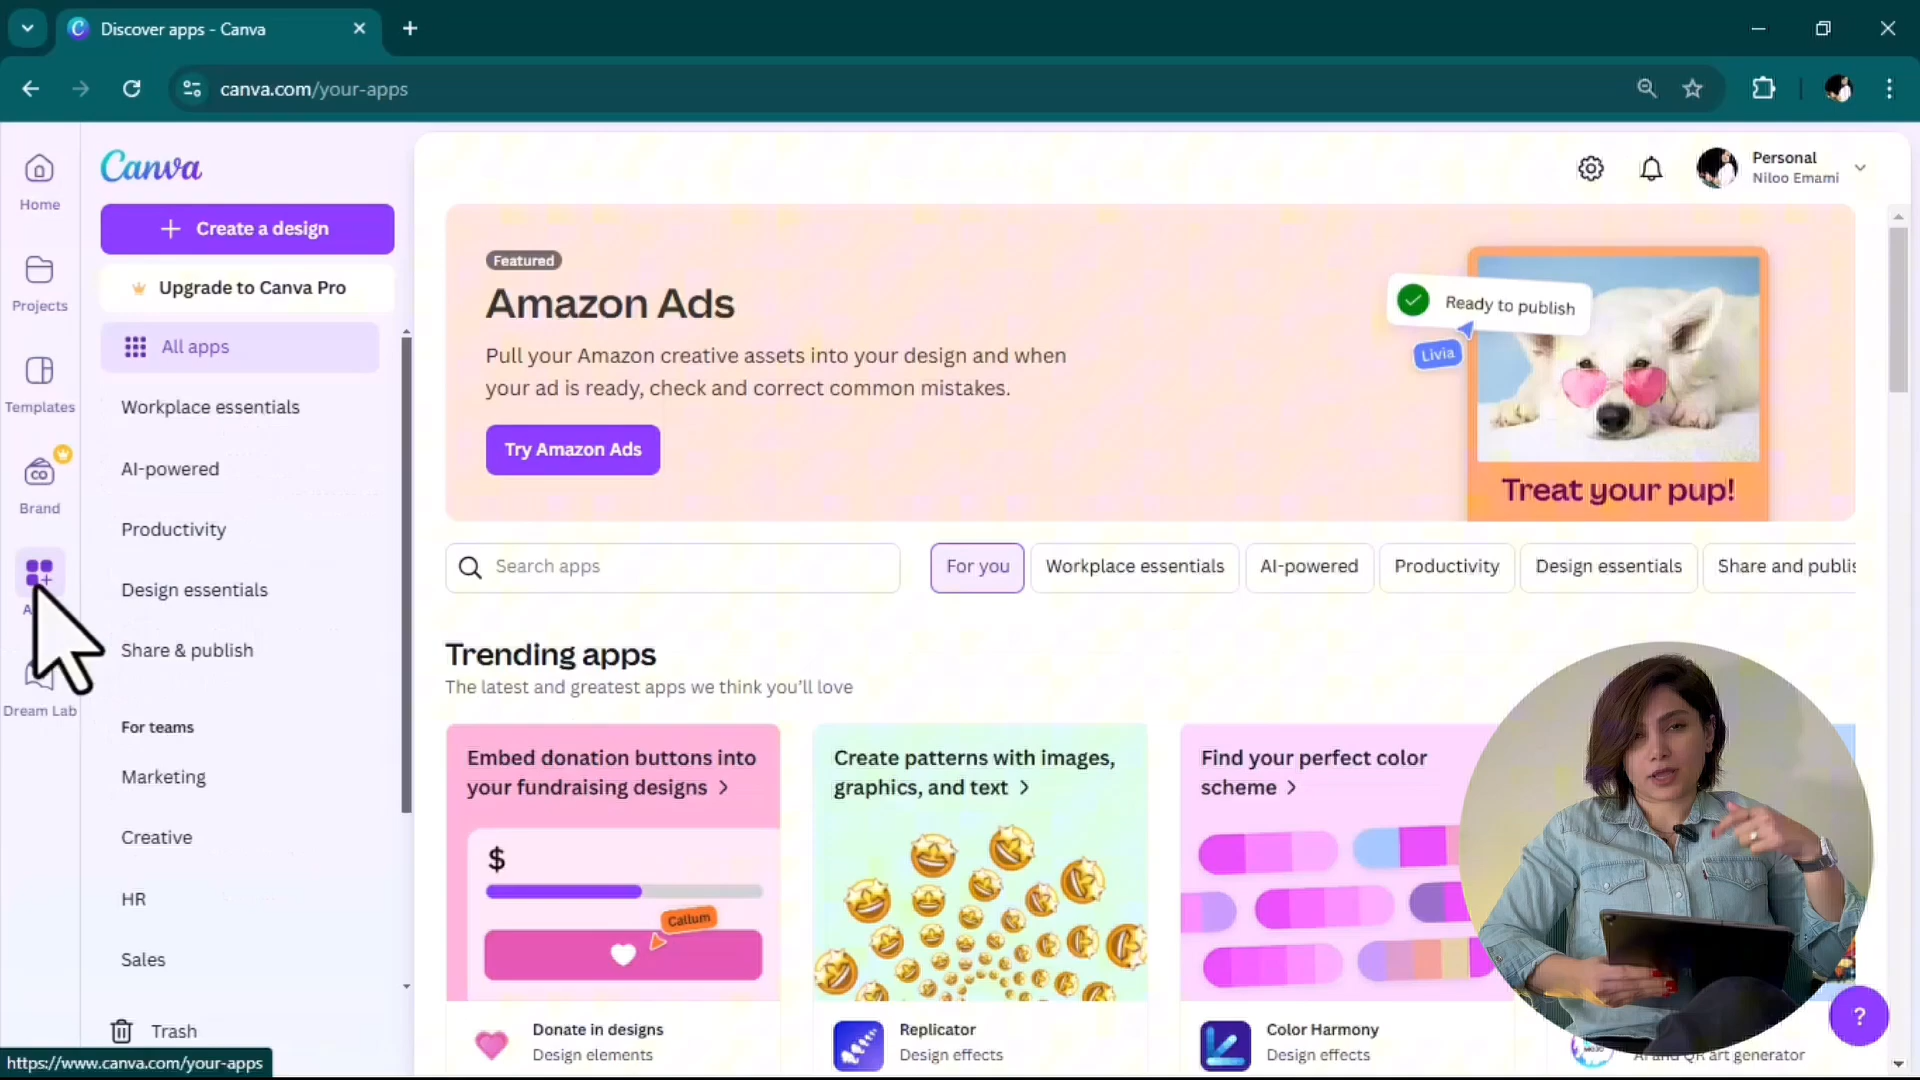 Discover apps - Canva
canva.com/your-apps
Home
Projects
Templates
Brand
CO
Dream Lab
Canva
Create a design
Upgrade to Canva Pro
All apps
Workplace essentials
AI-powered
Productivity
Design essentials
Share & publish
For teams
Marketing
Creative
HR
Sales
Trash
https://www.canva.com/your-apps
Personal
Niloo Emami
Featured
Amazon Ads
Pull your Amazon creative assets into your design and when
your ad is ready, check and correct common mistakes.
Try Amazon Ads
Ready to publish
Livia
Treat your pup!
Search apps
For you
Workplace essentials
AI-powered
Productivity
Design essentials
Share and publis
Trending apps
The latest and greatest apps we think you'll love
Embed donation buttons into
your fundraising designs >
$
Callum
Donate in designs
Design elements
Create patterns with images,
graphics, and text >
Replicator
Design effects
Find your perfect color
scheme >
Color Harmony
Design effects
AI and QR art generator
?